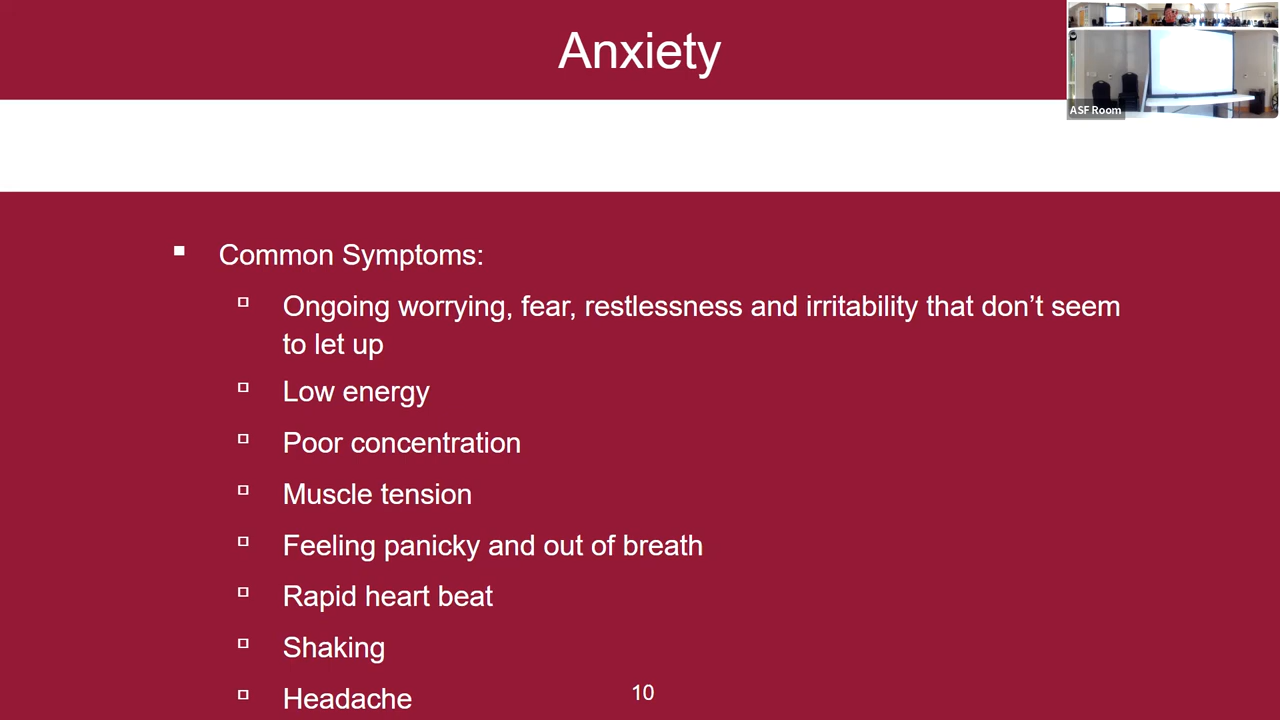 Anxiety
ASF Room
Common Symptoms:
Ongoing worrying, fear, restlessness and irritability that don’t seem
to let up
Low energy
Poor concentration
Muscle tension
Feeling panicky and out of breath
Rapid heart beat
Shaking
Headache
10